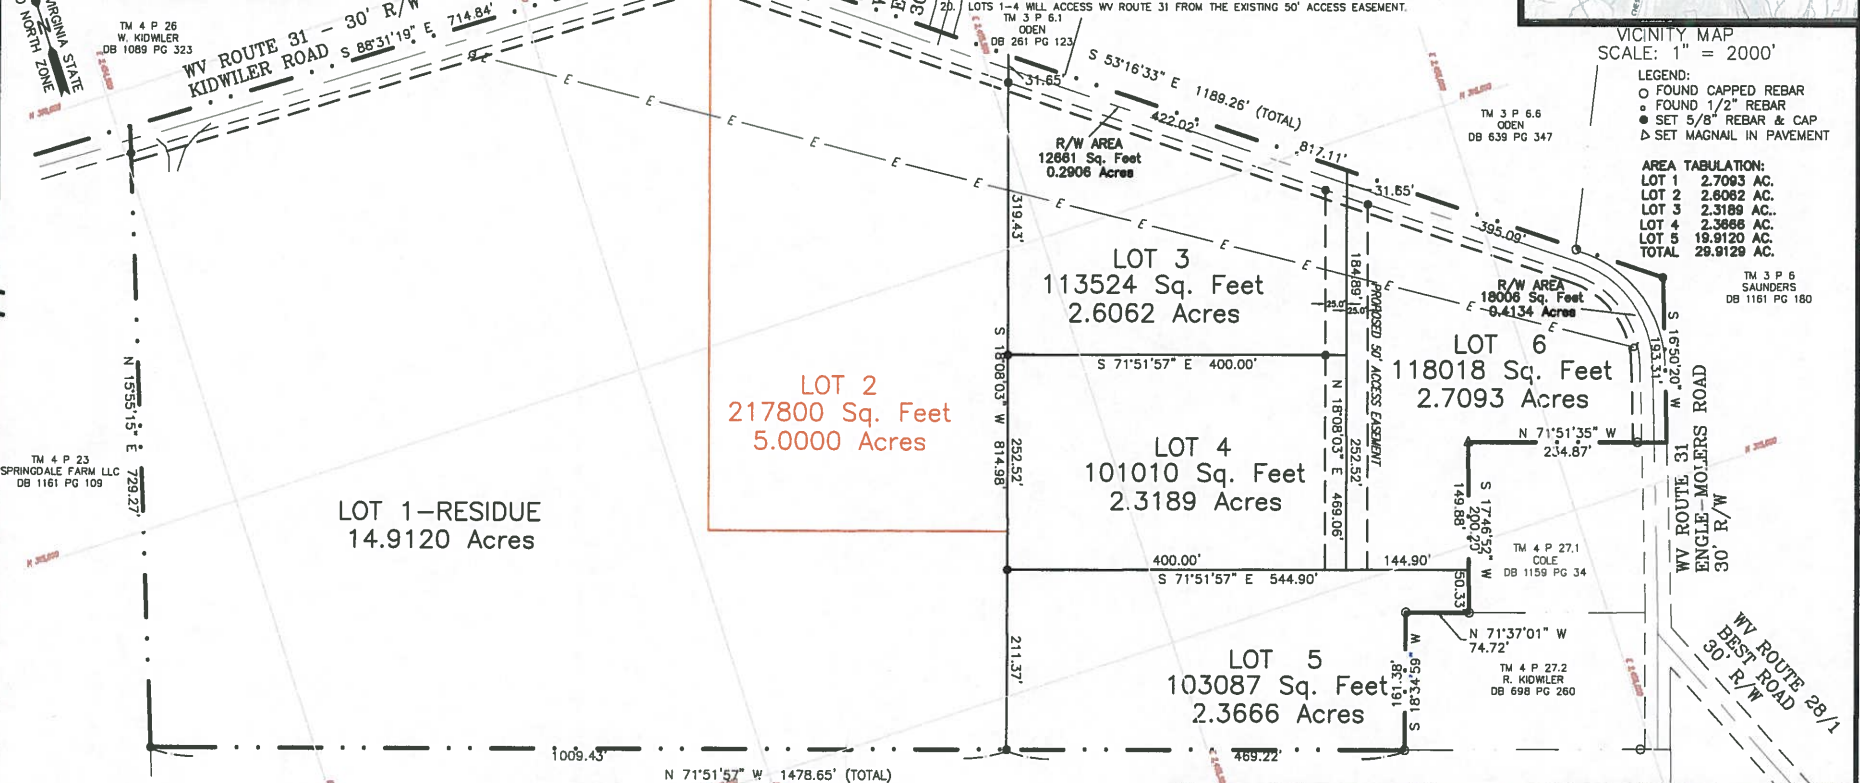 20. LOTS 1-4 WILL ACCESS WV ROUTE 31 FROM THE EXISTING 50' ACCESS EASEMENT.
VIRGINIA STATE
NORTH ZONE
N
TM 4 P 26
W. KIDWILER
DB 1089 PG 323
WV ROUTE 31 - 30' R/W
KIDWILER ROAD
S 88°31'19" E 714.84'
TM 3 P 6.1
ODEN
DB 261 PG 123
S 53°16'33" E 1189.26' (TOTAL)
31.65'
422.02'
817.11'
R/W AREA
12661 Sq. Feet
0.2906 Acres
31.65'
395.09'
TM 3 P 6.6
ODEN
DB 639 PG 347
VICINITY MAP
SCALE: 1" = 2000'
LEGEND:
FOUND CAPPED REBAR
FOUND 1/2" REBAR
SET 5/8" REBAR & CAP
SET MAGNAIL IN PAVEMENT
AREA TABULATION:
LOT 1 2.7093 AC.
LOT 2 2.6062 AC.
LOT 3 2.3189 AC..
LOT 4 2.3666 AC.
LOT 5 19.9120 AC.
TOTAL 29.9129 AC.
TM 3 P 6
SAUNDERS
DB 1161 PG 180
E E E E E E E E E E E E E
319.43'
LOT 3
113524 Sq. Feet
2.6062 Acres
184.89'
25.0'
25.0'
PROPOSED 50' ACCESS EASEMENT
R/W AREA
18006 Sq. Feet
0.4134 Acres
LOT 6
118018 Sq. Feet
2.7093 Acres
193.31'
S 16°50'20" W
N 15°55'15" E 729.27'
S 18°08'03" W 814.98'
S 71°51'57" E 400.00'
LOT 2
217800 Sq. Feet
5.0000 Acres
252.52'
LOT 4
101010 Sq. Feet
2.3189 Acres
N 18°08'03" E 469.06'
252.52'
N 71°51'35" W
234.87'
WV ROUTE 31
ENGLE-MOLERS ROAD
30' R/W
TM 4 P 23
SPRINGDALE FARM LLC
DB 1161 PG 109
LOT 1-RESIDUE
14.9120 Acres
149.88'
200.20'
S 17°46'52" W
50.33'
TM 4 P 27.1
COLE
DB 1159 PG 34
400.00'
144.90'
S 71°51'57" E 544.90'
N 71°37'01" W
74.72'
211.37'
LOT 5
103087 Sq. Feet
2.3666 Acres
161.38'
S 18°34'59" W
TM 4 P 27.2
R. KIDWILER
DB 698 PG 260
WV ROUTE 28/1
BEST ROAD
30' R/W
1009.43'
469.22'
N 71°51'57" W 1478.65' (TOTAL)